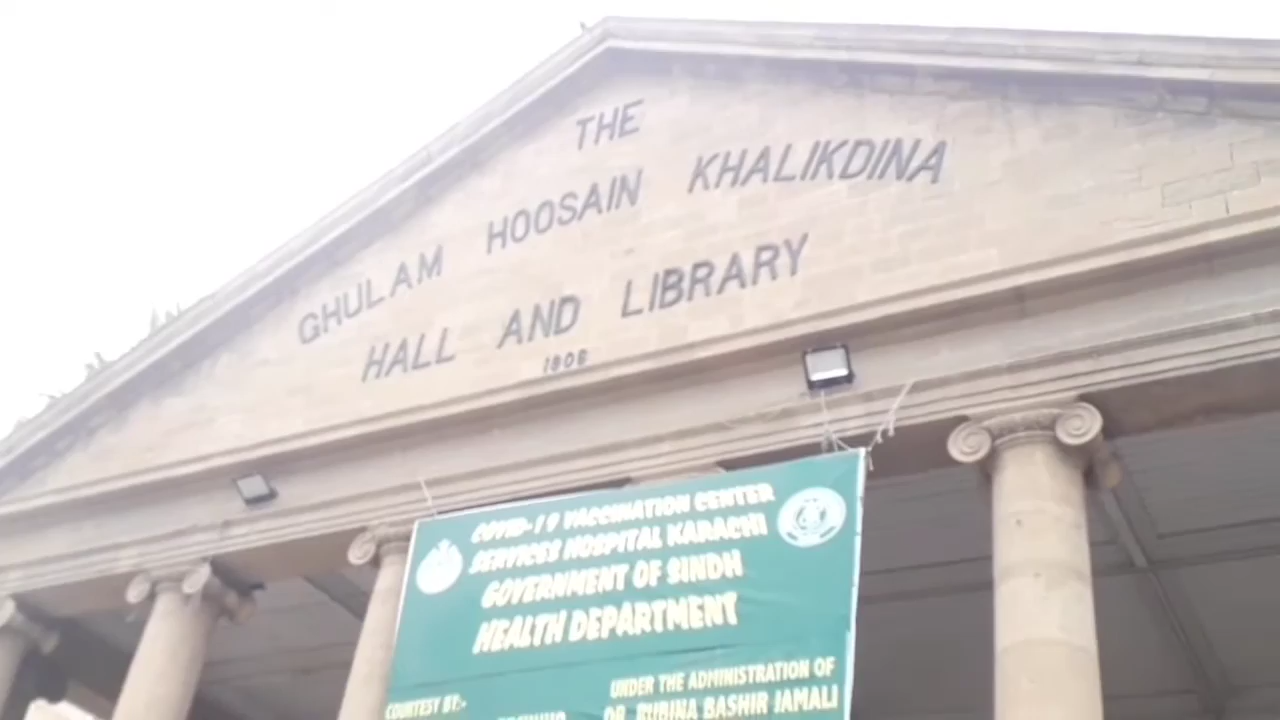 THE
GHULAM HOOSAIN KHALIKDINA
HALL AND LIBRARY
1906
COVID-19 VACCINATION CENTER
SERVICES HOSPITAL KARACHI
GOVERNMENT OF SINDH
HEALTH DEPARTMENT
UNDER THE ADMINISTRATION OF
COURTESY BY:-
DR. RUBINA BASHIR JAMALI